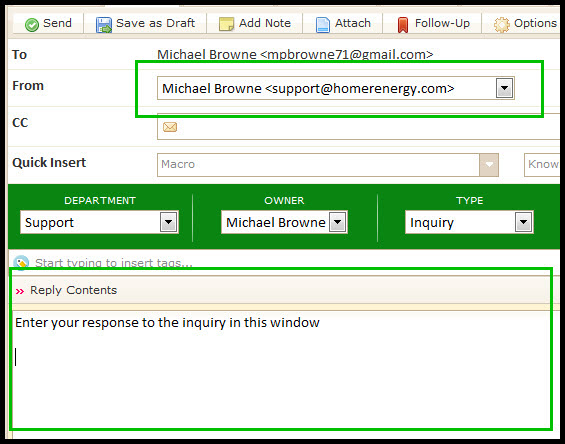 Send Save as Draft Add Note Attach Follow-Up Options
To Michael Browne <mpbrowne71@gmail.com>
From Michael Browne <support@homerenergy.com>
CC
Quick Insert Macro Know
DEPARTMENT OWNER TYPE
Support Michael Browne Inquiry
Start typing to insert tags...
» Reply Contents
Enter your response to the inquiry in this window